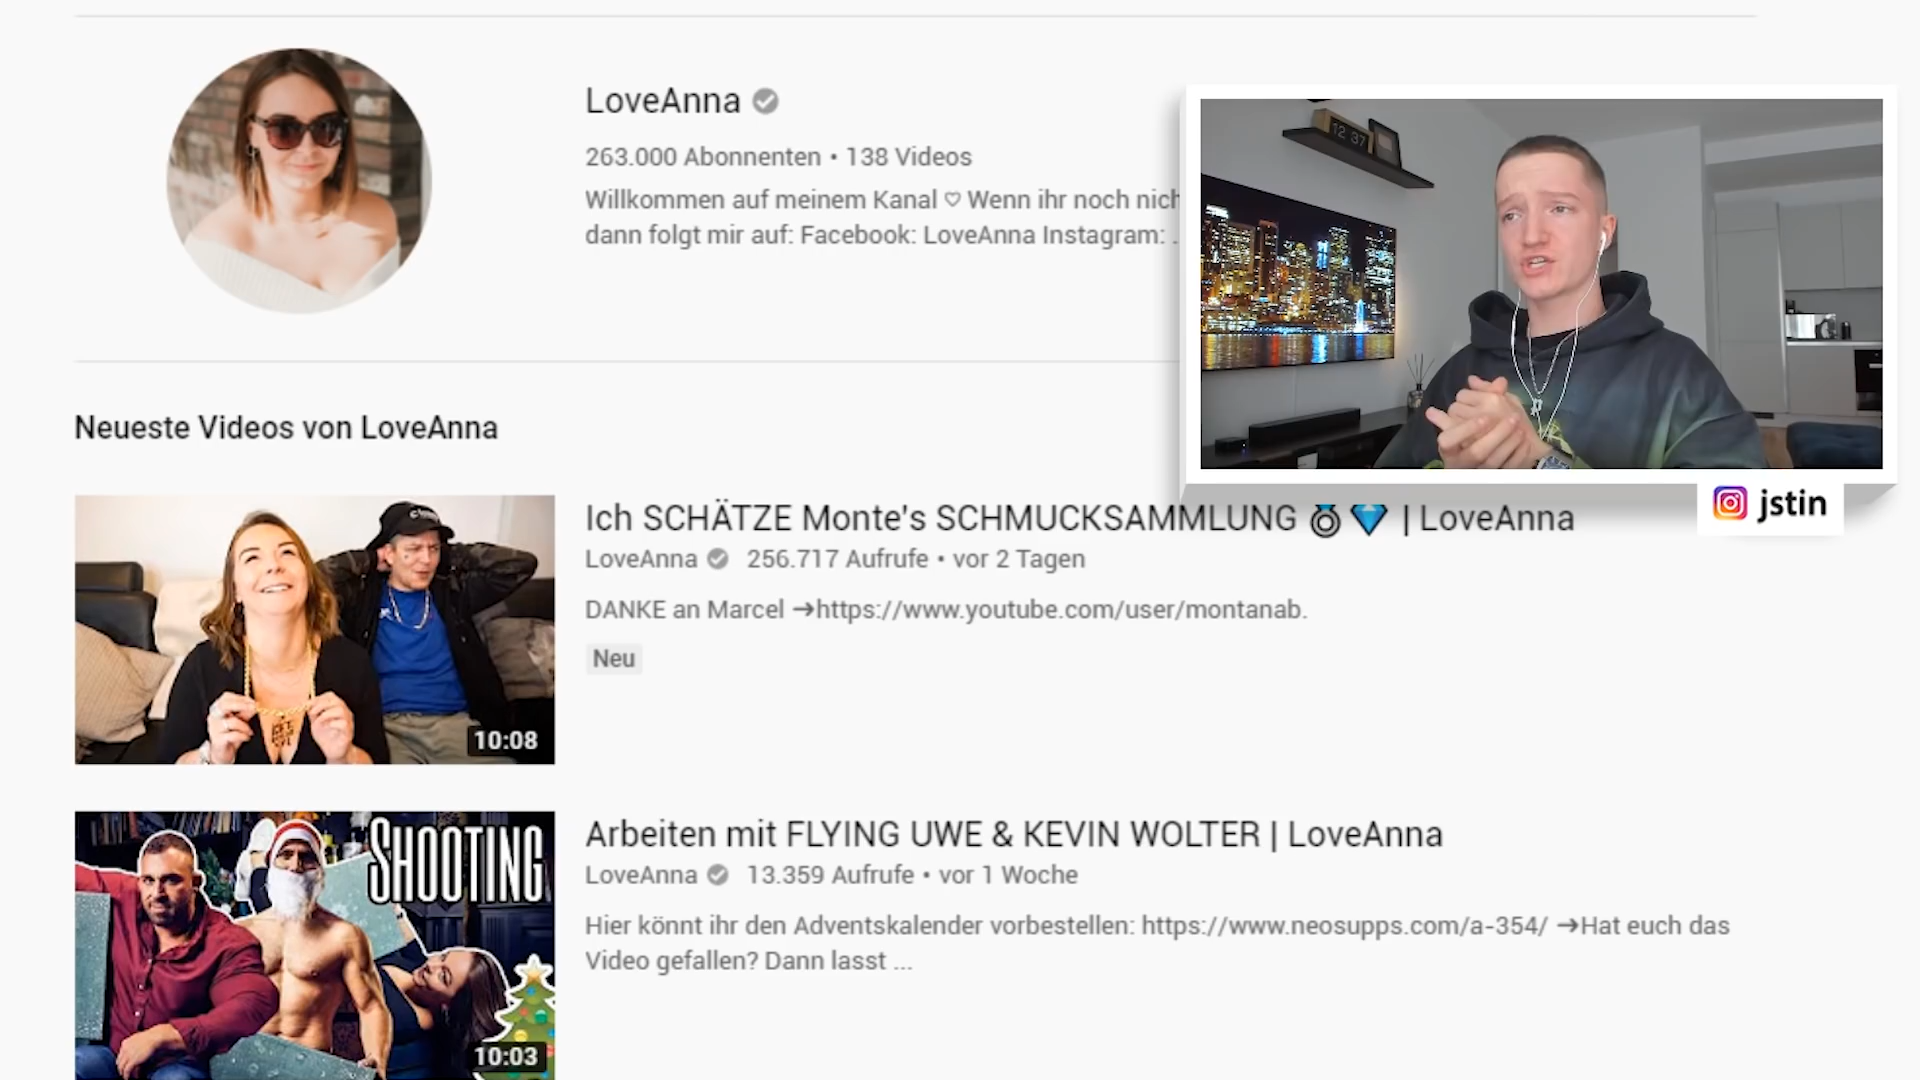 LoveAnna
263.000 Abonnenten • 138 Videos
Willkommen auf meinem Kanal ♡ Wenn ihr noch nich
dann folgt mir auf: Facebook: LoveAnna Instagram: .
12 37
jstin
Neueste Videos von LoveAnna
Ich SCHÄTZE Monte's SCHMUCKSAMMLUNG 💍💎 | LoveAnna
LoveAnna 256.717 Aufrufe • vor 2 Tagen
DANKE an Marcel ➔https://www.youtube.com/user/montanab.
Neu
10:08
Arbeiten mit FLYING UWE & KEVIN WOLTER | LoveAnna
LoveAnna 13.359 Aufrufe • vor 1 Woche
Hier könnt ihr den Adventskalender vorbestellen: https://www.neosupps.com/a-354/ ➔Hat euch das
Video gefallen? Dann lasst ...
SHOOTING
10:03